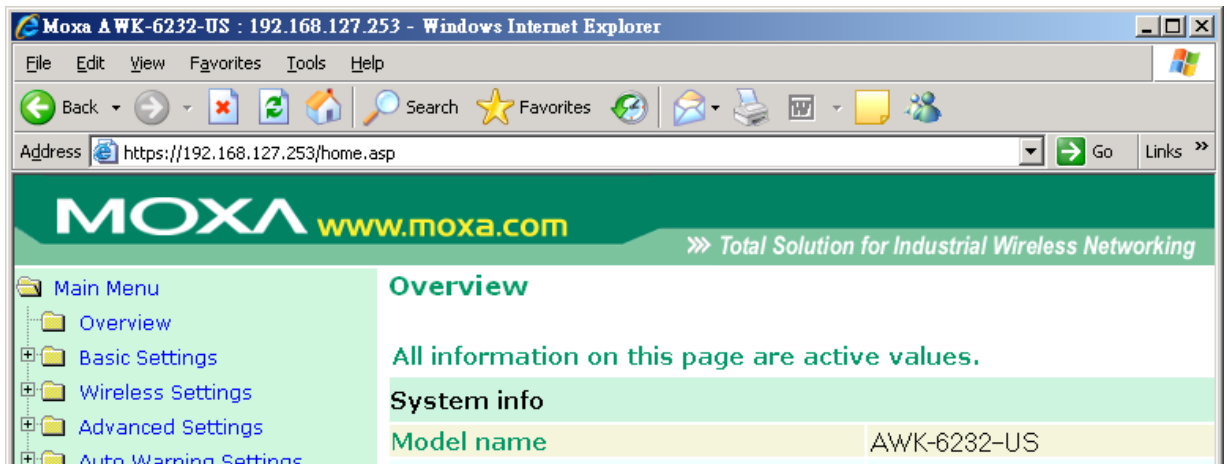 Moxa AWK-6232-US : 192.168.127.253 - Windows Internet Explorer
File Edit View Favorites Tools Help
Back Search Favorites
Address https://192.168.127.253/home.asp Go Links »
MOXA www.moxa.com
Total Solution for Industrial Wireless Networking
Main Menu
Overview
Basic Settings
Wireless Settings
Advanced Settings
Auto Warning Settings
Overview
All information on this page are active values.
System info
Model name AWK-6232-US